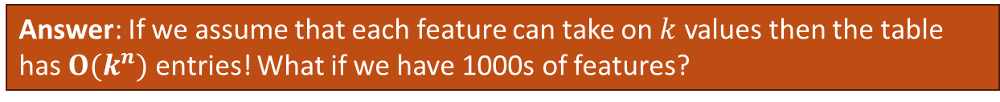 Answer: If we assume that each feature can take on k values then the table
has O(kⁿ) entries! What if we have 1000s of features?